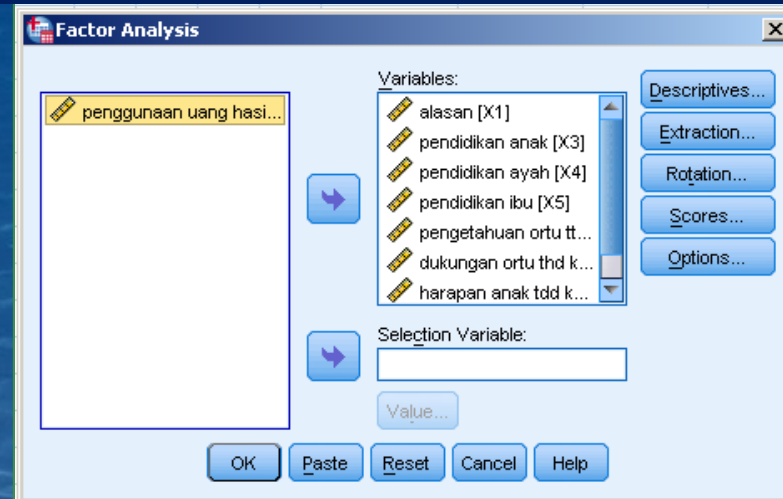 Factor Analysis
penggunaan uang hasi...
Variables:
alasan [X1]
pendidikan anak [X3]
pendidikan ayah [X4]
pendidikan ibu [X5]
pengetahuan ortu tt...
dukungan ortu thd k...
harapan anak tdd k...
Selection Variable:
Value...
Descriptives...
Extraction...
Rotation...
Scores...
Options...
OK
Paste
Reset
Cancel
Help